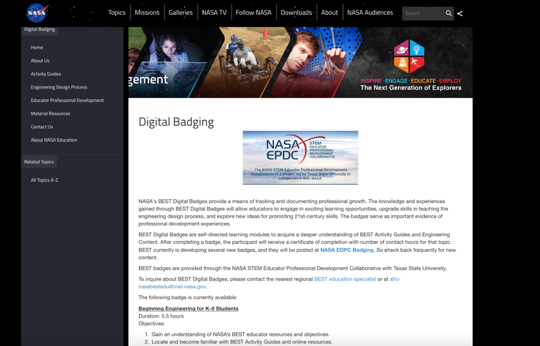 NASA
Topics Missions Galleries NASA TV Follow NASA Downloads About NASA Audiences Search
Digital Badging
Home
About Us
Activity Guides
Engineering Design Process
Educator Professional Development
Material Resources
Contact Us
About NASA Education
Related Topics
All Topics A-Z
gement
INSPIRE · ENGAGE · EDUCATE · EMPLOY
The Next Generation of Explorers
Digital Badging
NASA STEM
EPDC EDUCATOR
PROFESSIONAL
DEVELOPMENT
COLLABORATIVE
The NASA STEM Educator Professional Development
Collaborative is a project led by Texas State University in
collaboration with NASA.
NASA's BEST Digital Badges provide a means of tracking and documenting professional growth. The knowledge and experiences
gained through BEST Digital Badges will allow educators to engage in exciting learning opportunities, upgrade skills in teaching the
engineering design process, and explore new ideas for promoting 21st-century skills. The badges serve as important evidence of
professional development experiences.
BEST Digital Badges are self-directed learning modules to acquire a deeper understanding of BEST Activity Guides and Engineering
Content. After completing a badge, the participant will receive a certificate of completion with number of contact hours for that topic.
BEST currently is developing several new badges, and they will be posted at NASA EDPC Badging. So check back frequently for new
content.
BEST badges are provided through the NASA STEM Educator Professional Development Collaborative with Texas State University.
To inquire about BEST Digital Badges, please contact the nearest regional BEST education specialist or at
nasabestedu@mail.nasa.gov.
The following badge is currently available:
Beginning Engineering for K-8 Students
Duration: 5.5 hours
Objectives:
1. Gain an understanding of NASA's BEST educator resources and objectives.
2. Locate and become familiar with BEST Activity Guides and online resources.